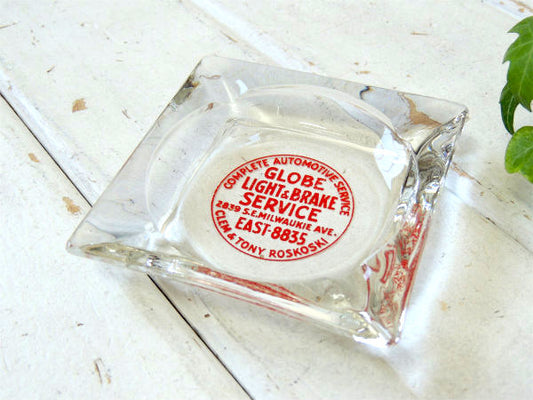 COMPLETE AUTOMOTIVE SERVICE
GLOBE
LIGHT & BRAKE
SERVICE
2839 S.E. MILWAUKIE AVE.
EAST-8835
CLEM & TONY ROSKOSKI